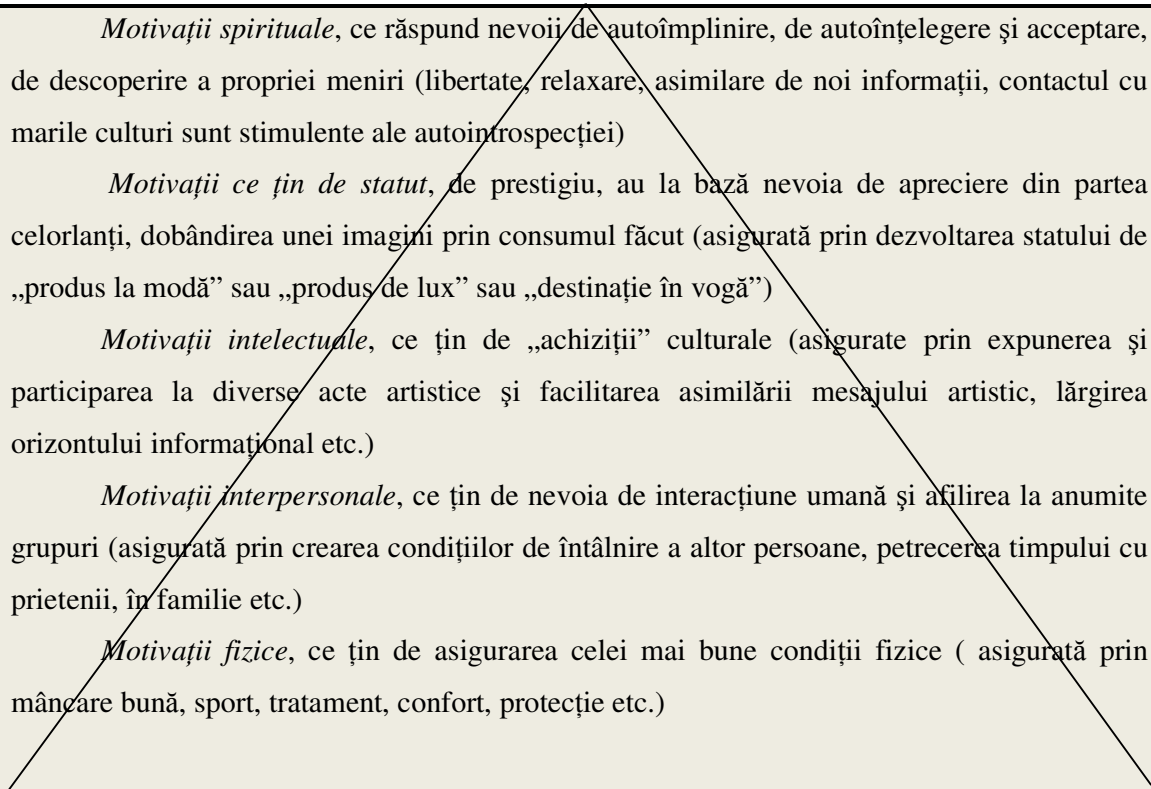 Motivații spirituale, ce răspund nevoii de autoîmplinire, de autoînțelegere şi acceptare,
de descoperire a propriei meniri (libertate, relaxare, asimilare de noi informații, contactul cu
marile culturi sunt stimulente ale autointrospecției)
Motivații ce țin de statut, de prestigiu, au la bază nevoia de apreciere din partea
celorlanți, dobândirea unei imagini prin consumul făcut (asigurată prin dezvoltarea statului de
„produs la modă” sau „produs de lux” sau „destinație în vogă”)
Motivații intelectuale, ce țin de „achiziții” culturale (asigurate prin expunerea şi
participarea la diverse acte artistice şi facilitarea asimilării mesajului artistic, lărgirea
orizontului informațional etc.)
Motivații interpersonale, ce țin de nevoia de interacțiune umană şi afilirea la anumite
grupuri (asigurată prin crearea condițiilor de întâlnire a altor persoane, petrecerea timpului cu
prietenii, în familie etc.)
Motivații fizice, ce țin de asigurarea celei mai bune condiții fizice ( asigurată prin
mâncare bună, sport, tratament, confort, protecție etc.)